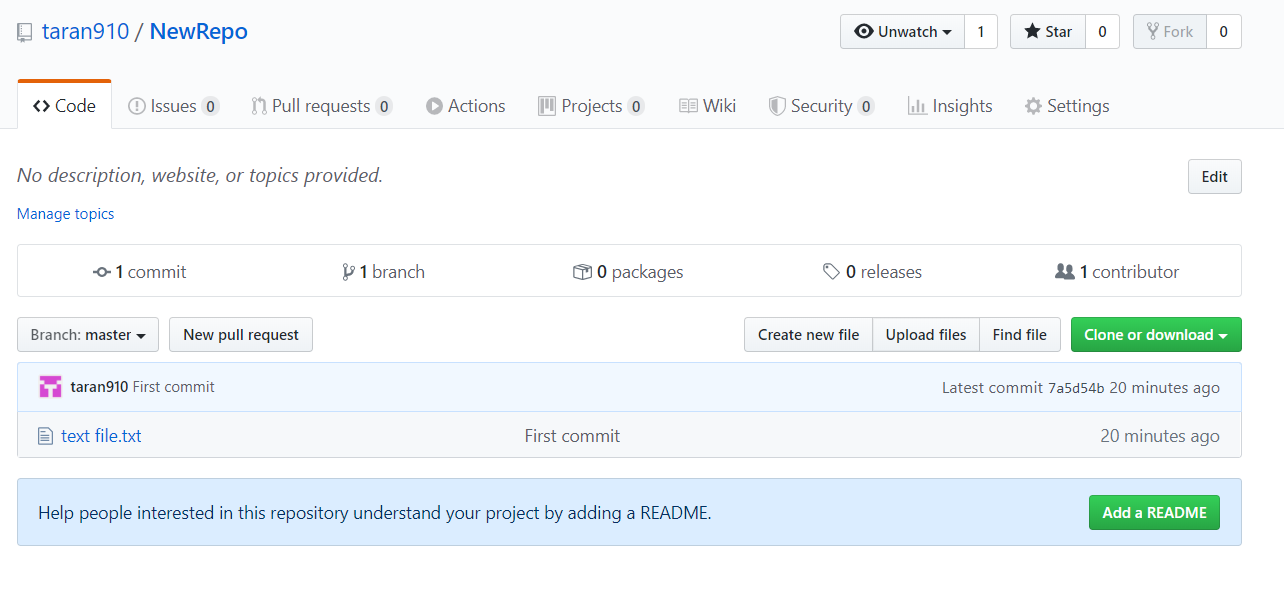 taran910 / NewRepo
Unwatch 1 Star 0 Fork 0
Code Issues 0 Pull requests 0 Actions Projects 0 Wiki Security 0 Insights Settings
No description, website, or topics provided.
Edit
Manage topics
1 commit 1 branch 0 packages 0 releases 1 contributor
Branch: master New pull request Create new file Upload files Find file Clone or download
taran910 First commit Latest commit 7a5d54b 20 minutes ago
text file.txt First commit 20 minutes ago
Help people interested in this repository understand your project by adding a README. Add a README